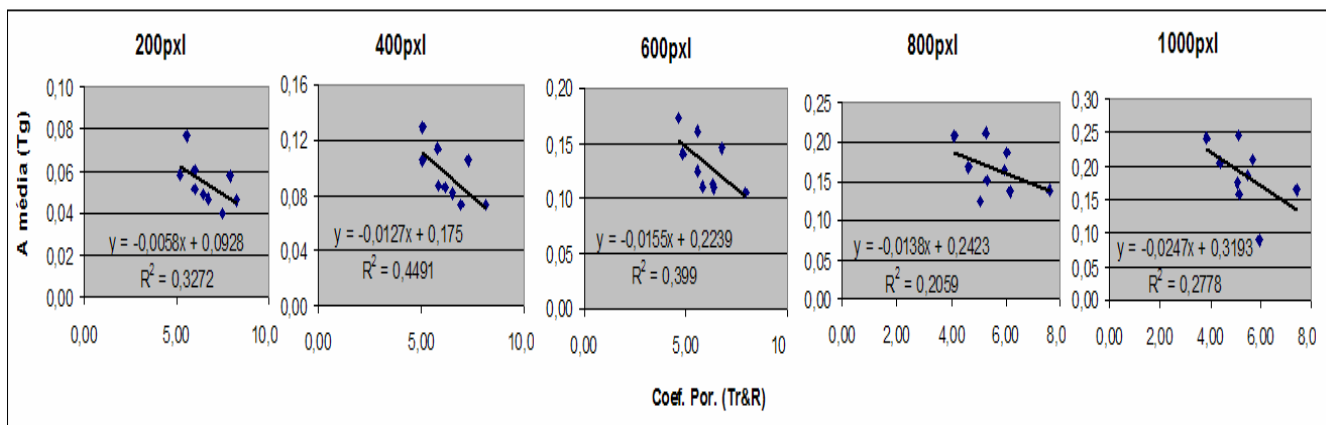 200pxl
400pxl
600pxl
800pxl
1000pxl
A média (Tg)
0,10
0,08
0,06
0,04
0,02
0,00
y = -0,0058x + 0,0928
R² = 0,3272
0,00 5,00 10,0
0,16
0,12
0,08
0,04
0,00
y = -0,0127x + 0,175
R² = 0,4491
0,00 5,00 10,0
0,20
0,15
0,10
0,05
0,00
y = -0,0155x + 0,2239
R² = 0,399
0,00 5,00 10
0,25
0,20
0,15
0,10
0,05
0,00
y = -0,0138x + 0,2423
R² = 0,2059
0,00 2,00 4,00 6,00 8,0
0,30
0,25
0,20
0,15
0,10
0,05
0,00
y = -0,0247x + 0,3193
R² = 0,2778
0,00 2,00 4,00 6,00 8,0
Coef. Por. (Tr&R)